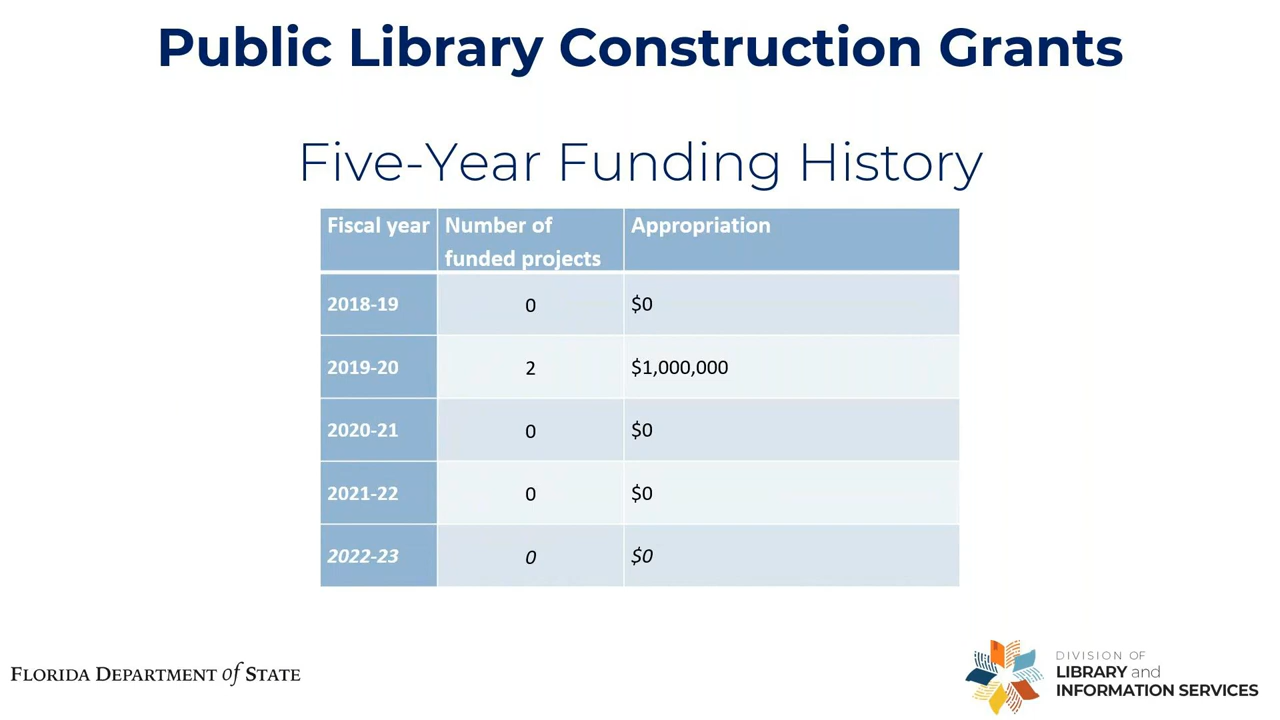 Public Library Construction Grants
Five-Year Funding History
Fiscal year Number of funded projects Appropriation
2018-19 0 $0
2019-20 2 $1,000,000
2020-21 0 $0
2021-22 0 $0
2022-23 0 $0
FLORIDA DEPARTMENT of STATE
DIVISION OF
LIBRARY and
INFORMATION SERVICES